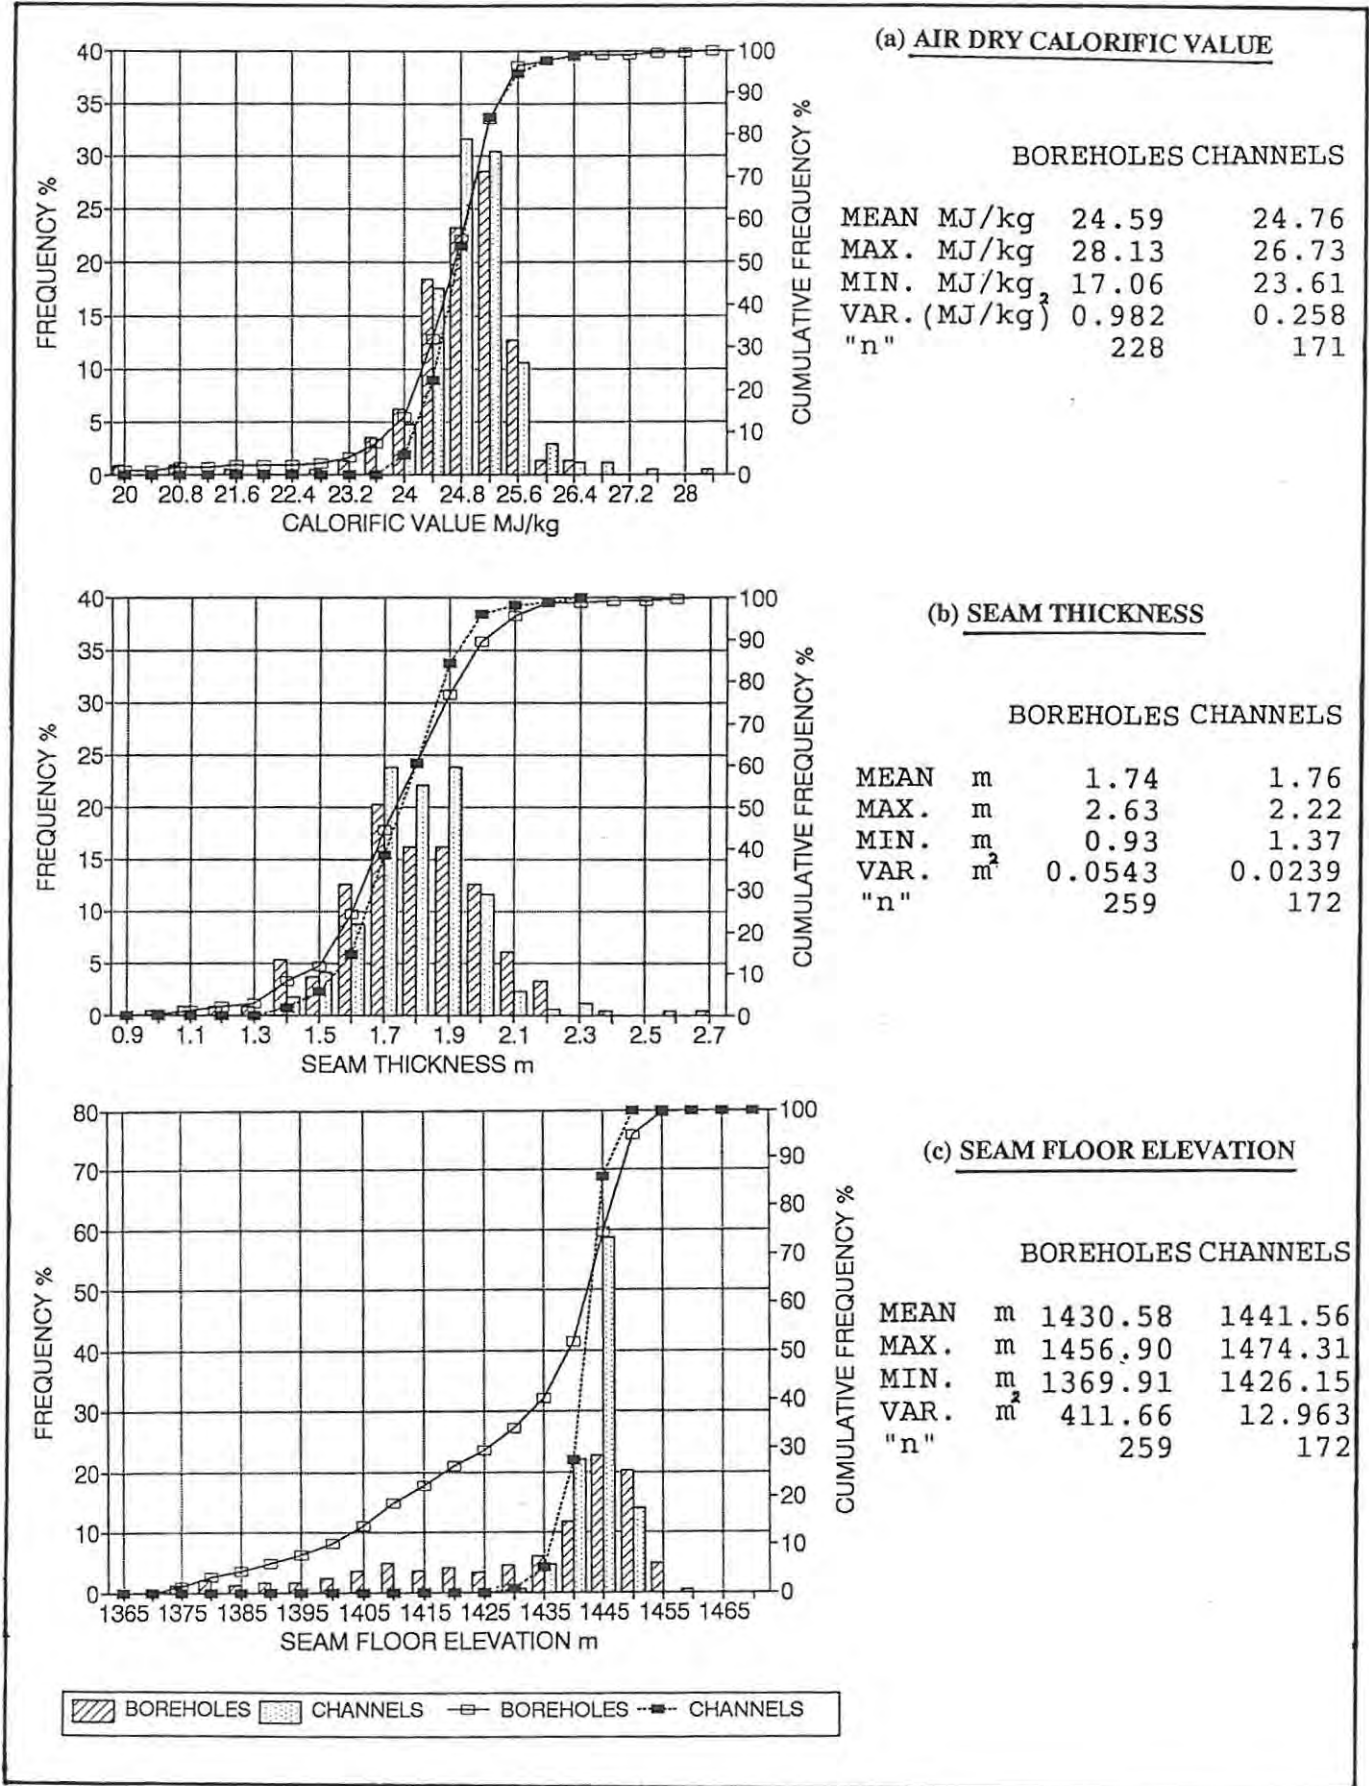 (a) AIR DRY CALORIFIC VALUE
BOREHOLES CHANNELS
MEAN MJ/kg 24.59 24.76
MAX. MJ/kg 28.13 26.73
MIN. MJ/kg 17.06 23.61
VAR.(MJ/kg)² 0.982 0.258
"n" 228 171
FREQUENCY %
40
35
30
25
20
15
10
5
0
CUMULATIVE FREQUENCY %
100
90
80
70
60
50
40
30
20
10
0
20 20.8 21.6 22.4 23.2 24 24.8 25.6 26.4 27.2 28
CALORIFIC VALUE MJ/kg
(b) SEAM THICKNESS
BOREHOLES CHANNELS
MEAN m 1.74 1.76
MAX. m 2.63 2.22
MIN. m 0.93 1.37
VAR. m² 0.0543 0.0239
"n" 259 172
FREQUENCY %
40
35
30
25
20
15
10
5
0
CUMULATIVE FREQUENCY %
100
90
80
70
60
50
40
30
20
10
0
0.9 1.1 1.3 1.5 1.7 1.9 2.1 2.3 2.5 2.7
SEAM THICKNESS m
(c) SEAM FLOOR ELEVATION
BOREHOLES CHANNELS
MEAN m 1430.58 1441.56
MAX. m 1456.90 1474.31
MIN. m 1369.91 1426.15
VAR. m² 411.66 12.963
"n" 259 172
FREQUENCY %
80
70
60
50
40
30
20
10
0
CUMULATIVE FREQUENCY %
100
90
80
70
60
50
40
30
20
10
0
1365 1375 1385 1395 1405 1415 1425 1435 1445 1455 1465
SEAM FLOOR ELEVATION m
BOREHOLES CHANNELS BOREHOLES CHANNELS